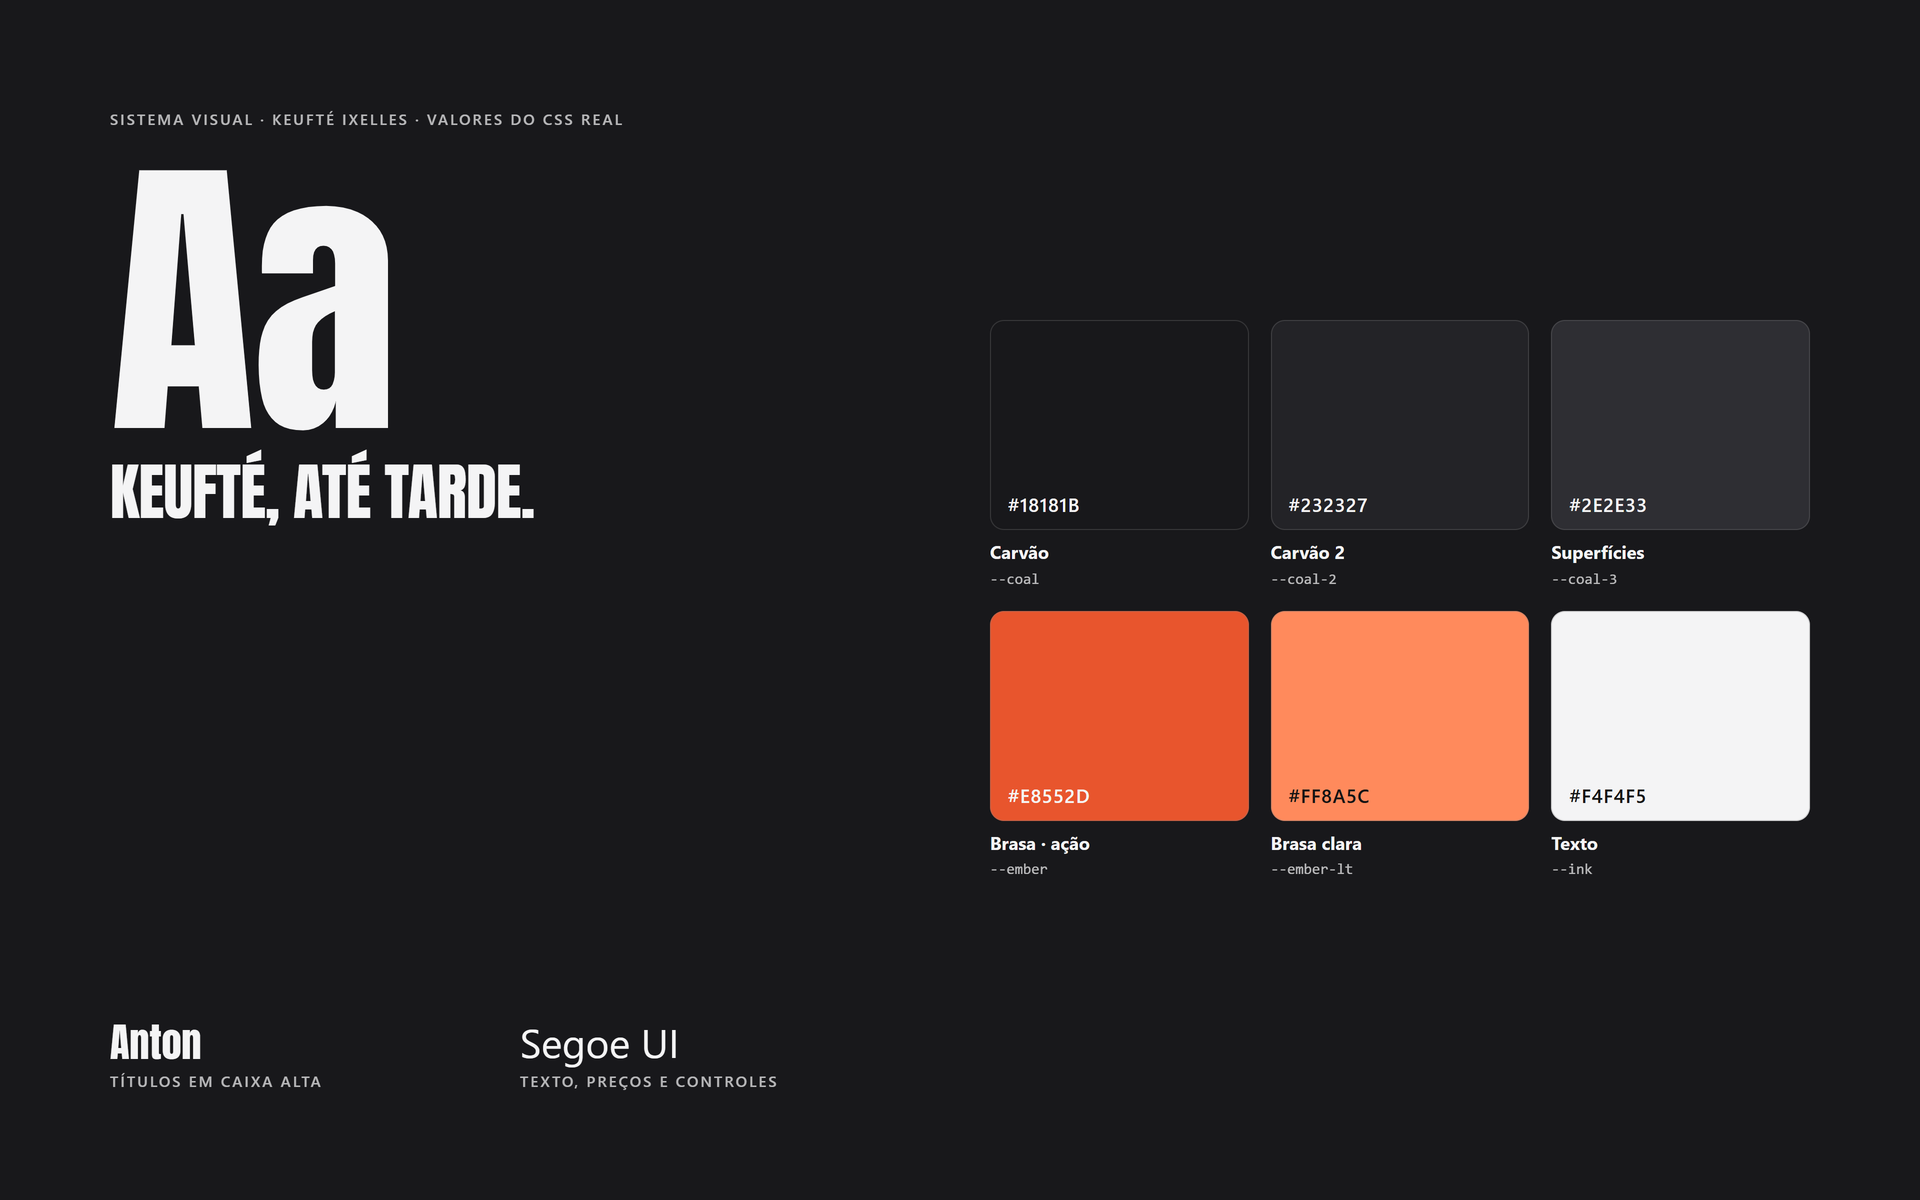 SISTEMA VISUAL · KEUFTÉ IXELLES · VALORES DO CSS REAL
Aa
KEUFTÉ, ATÉ TARDE.
#18181B
Carvão
--coal
#232327
Carvão 2
--coal-2
#2E2E33
Superfícies
--coal-3
#E8552D
Brasa · ação
--ember
#FF8A5C
Brasa clara
--ember-lt
#F4F4F5
Texto
--ink
Anton
TÍTULOS EM CAIXA ALTA
Segoe UI
TEXTO, PREÇOS E CONTROLES